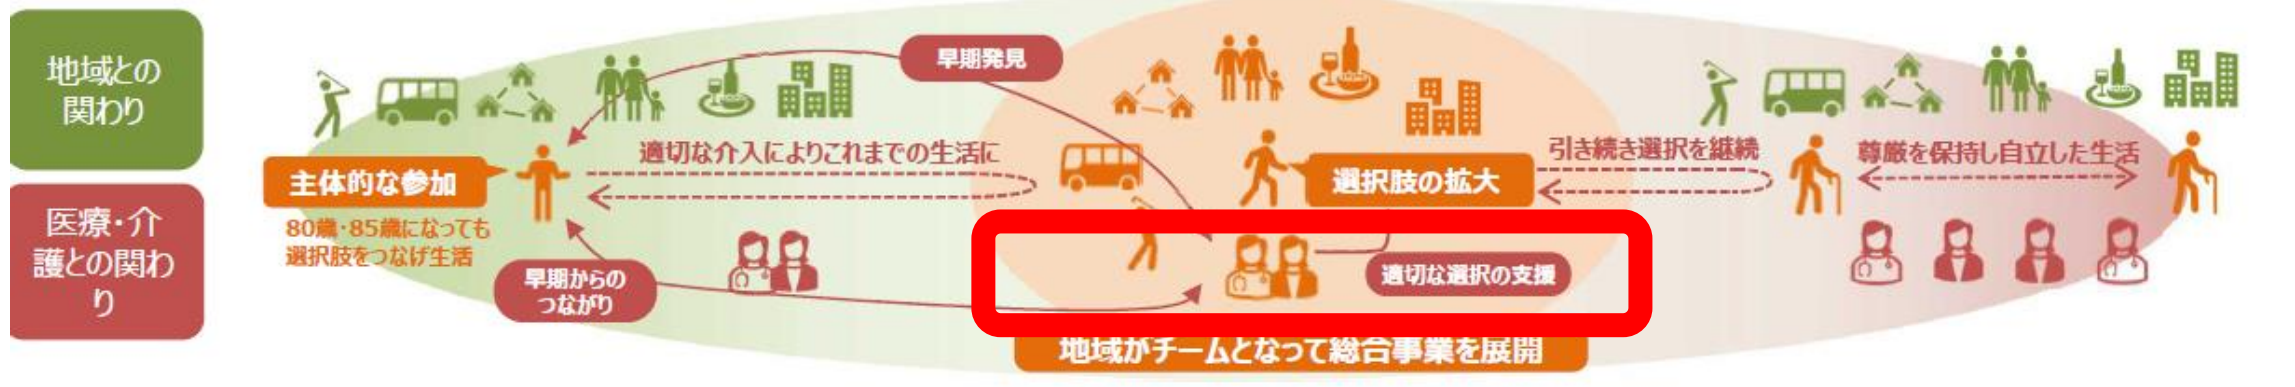 地域との
関わり
医療・介
護との関わ
り
早期発見
適切な介入によりこれまでの生活に
主体的な参加
80歳・85歳になっても
選択肢をつなげ生活
早期からの
つながり
選択肢の拡大
引き続き選択を継続
尊厳を保持し自立した生活
適切な選択の支援
地域がチームとなって総合事業を展開